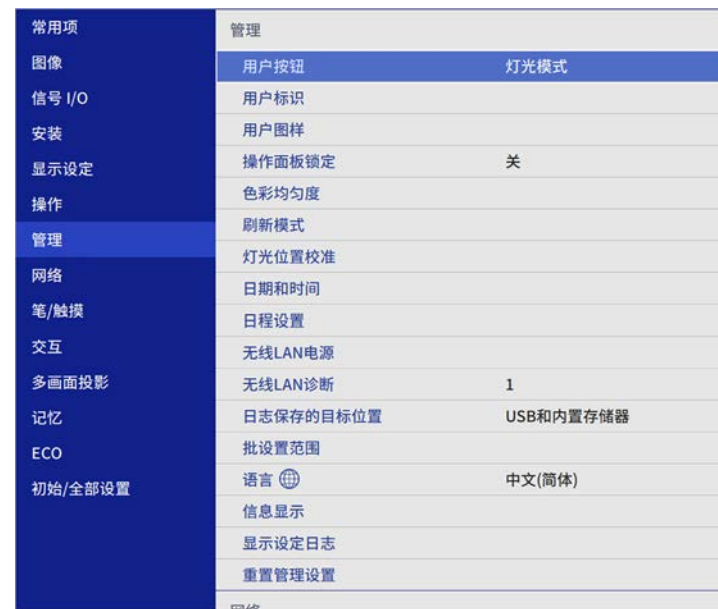 常用项
图像
信号 I/O
安装
显示设定
操作
管理
网络
笔/触摸
交互
多画面投影
记忆
ECO
初始/全部设置
管理
用户按钮 灯光模式
用户标识
用户图样
操作面板锁定 关
色彩均匀度
刷新模式
灯光位置校准
日期和时间
日程设置
无线LAN电源
无线LAN诊断 1
日志保存的目标位置 USB和内置存储器
批设置范围
语言 中文(简体)
信息显示
显示设定日志
重置管理设置
网络